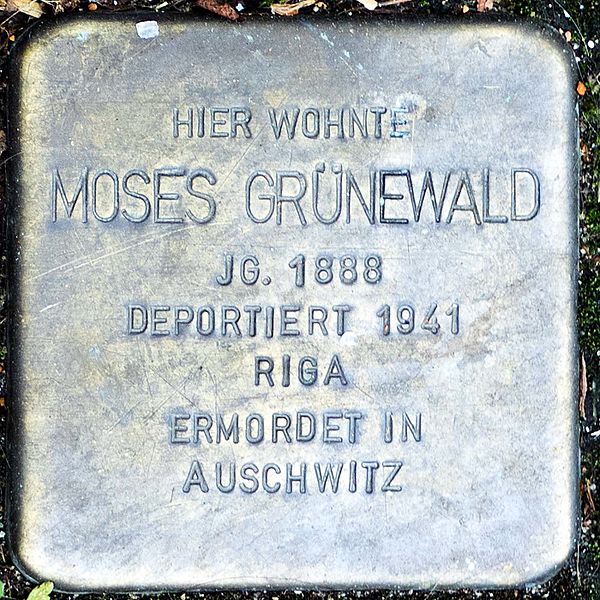 HIER WOHNTE
MOSES GRÜNEWALD
JG. 1888
DEPORTIERT 1941
RIGA
ERMORDET IN
AUSCHWITZ